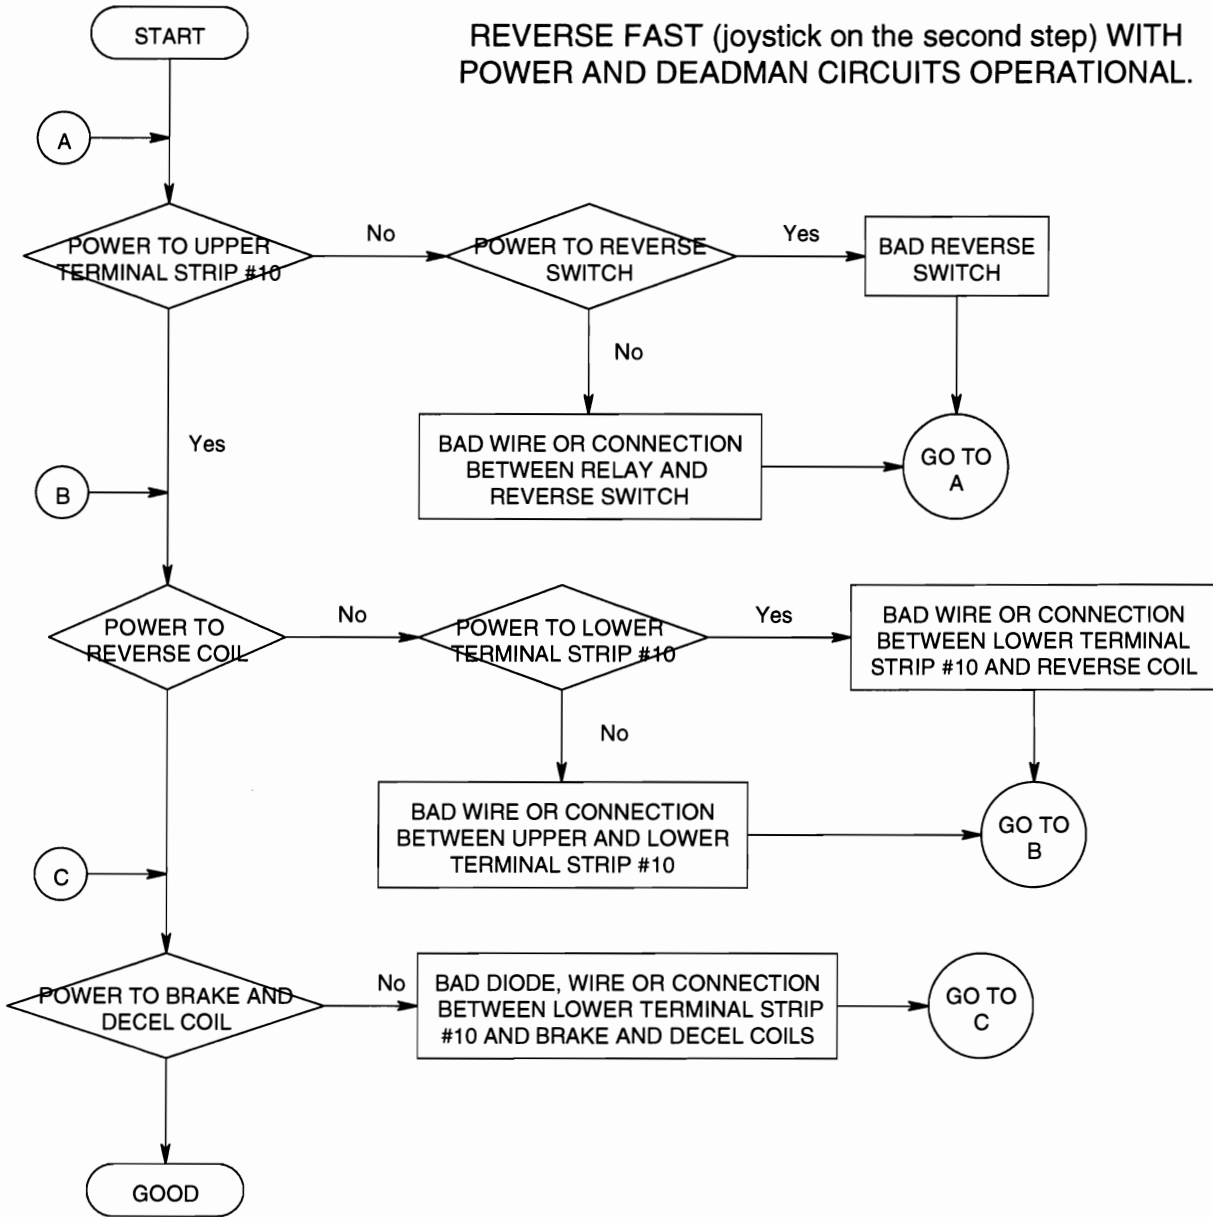 START
REVERSE FAST (joystick on the second step) WITH
POWER AND DEADMAN CIRCUITS OPERATIONAL.
A
POWER TO UPPER
TERMINAL STRIP #10
No
POWER TO REVERSE
SWITCH
Yes
BAD REVERSE
SWITCH
No
Yes
BAD WIRE OR CONNECTION
BETWEEN RELAY AND
REVERSE SWITCH
GO TO
A
B
POWER TO
REVERSE COIL
No
POWER TO LOWER
TERMINAL STRIP #10
Yes
BAD WIRE OR CONNECTION
BETWEEN LOWER TERMINAL
STRIP #10 AND REVERSE COIL
No
BAD WIRE OR CONNECTION
BETWEEN UPPER AND LOWER
TERMINAL STRIP #10
GO TO
B
C
POWER TO BRAKE AND
DECEL COIL
No
BAD DIODE, WIRE OR CONNECTION
BETWEEN LOWER TERMINAL STRIP
#10 AND BRAKE AND DECEL COILS
GO TO
C
GOOD